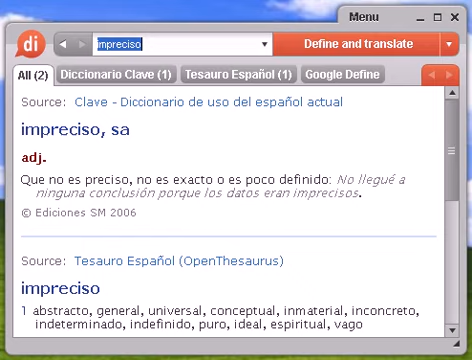 Menu
di
impreciso
Define and translate
All (2)
Diccionario Clave (1)
Tesauro Español (1)
Google Define
Source: Clave - Diccionario de uso del español actual
impreciso, sa
adj.
Que no es preciso, no es exacto o es poco definido: No llegué a
ninguna conclusión porque los datos eran imprecisos.
© Ediciones SM 2006
Source: Tesauro Español (OpenThesaurus)
impreciso
1 abstracto, general, universal, conceptual, inmaterial, inconcreto,
indeterminado, indefinido, puro, ideal, espiritual, vago